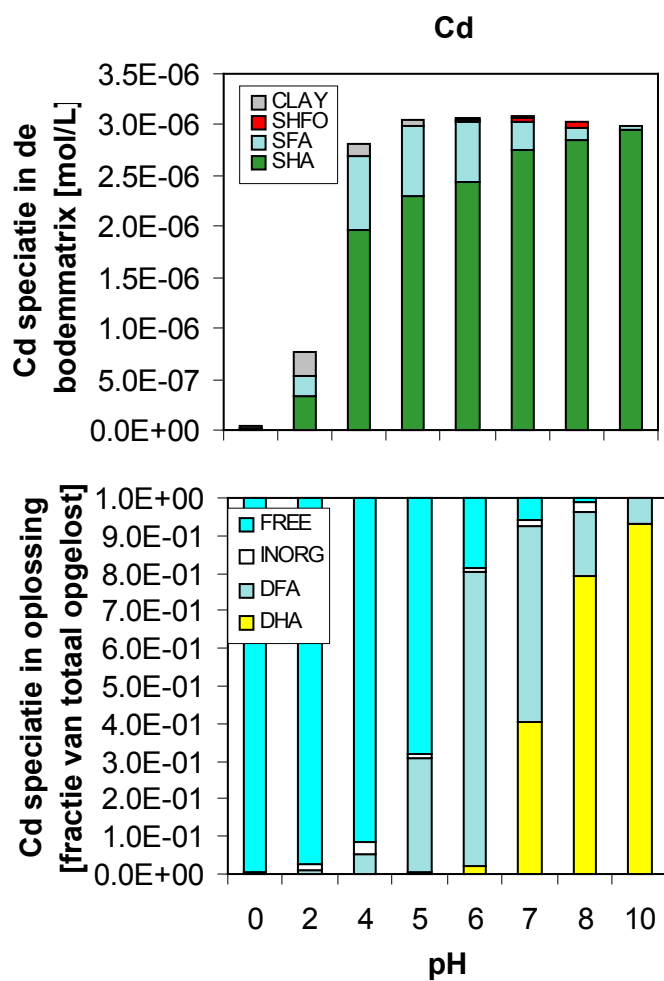 Cd
Cd speciatie in de
bodemmatrix [mol/L]
3.5E-06
3.0E-06
2.5E-06
2.0E-06
1.5E-06
1.0E-06
5.0E-07
0.0E+00
CLAY
SHFO
SFA
SHA
Cd speciatie in oplossing
[fractie van totaal opgelost]
1.0E+00
9.0E-01
8.0E-01
7.0E-01
6.0E-01
5.0E-01
4.0E-01
3.0E-01
2.0E-01
1.0E-01
0.0E+00
FREE
INORG
DFA
DHA
0 2 4 5 6 7 8 10
pH